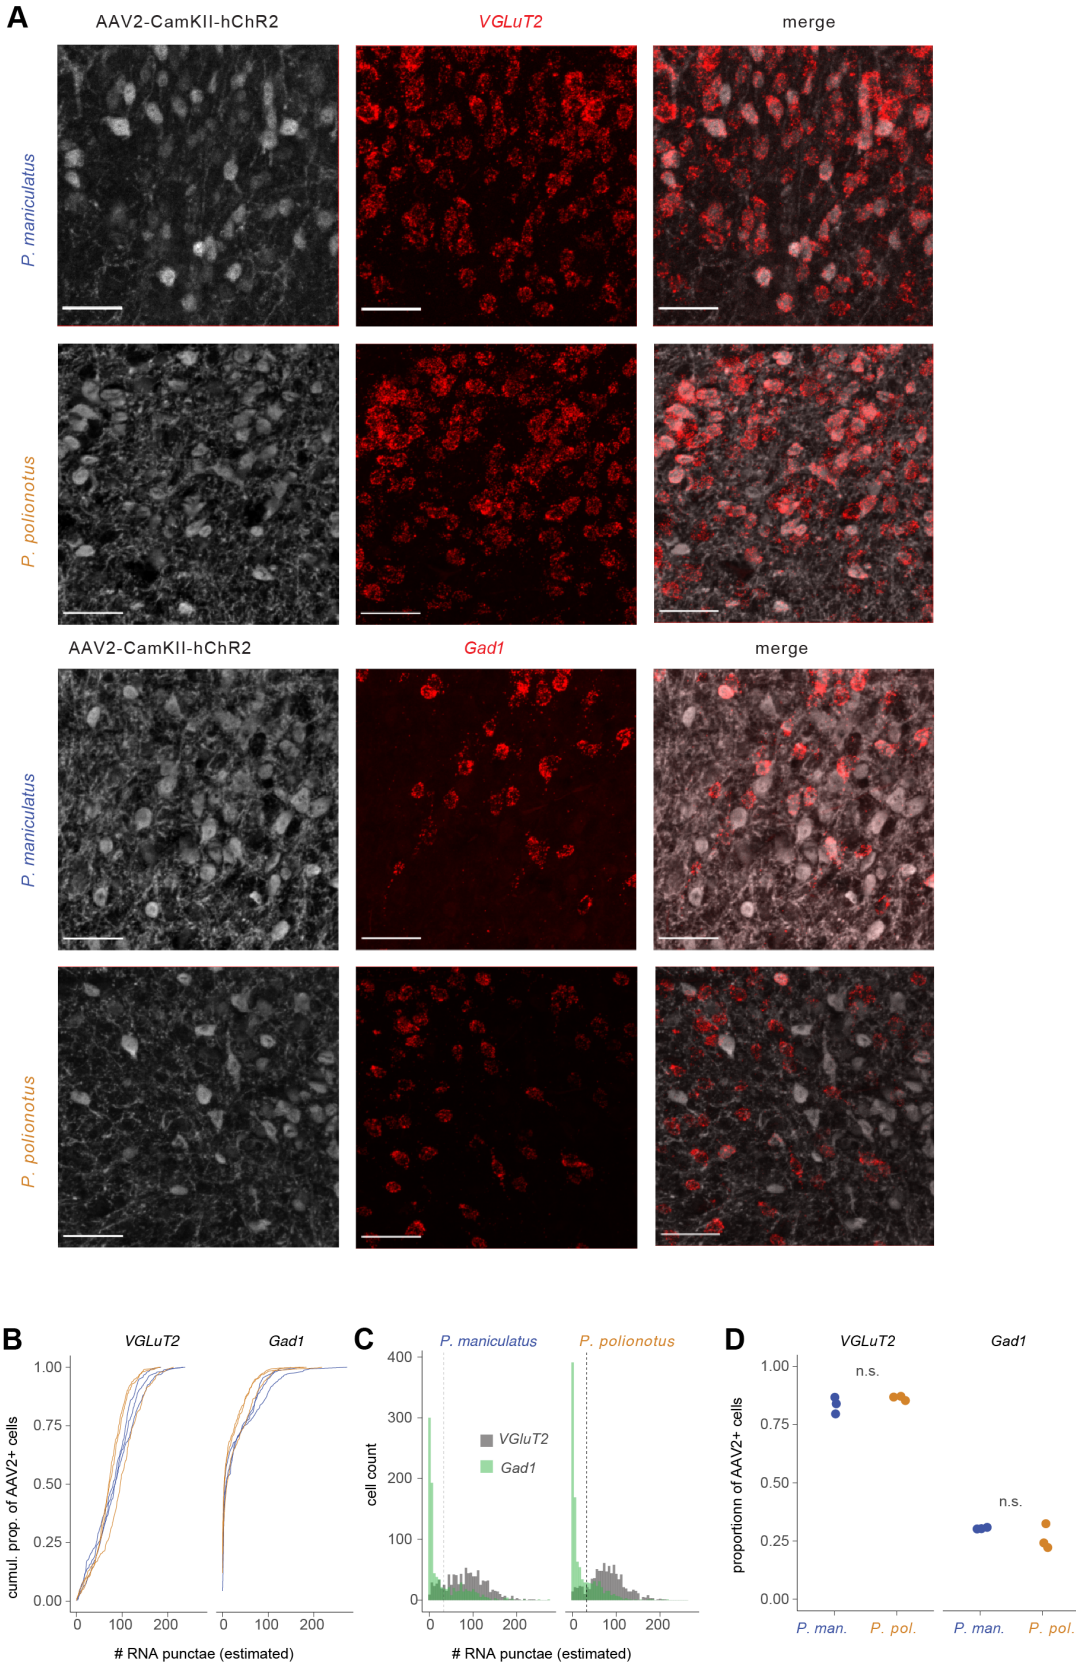 A
AAV2-CamKII-hChR2 VGLuT2 merge
P. maniculatus
P. polionotus
AAV2-CamKII-hChR2 Gad1 merge
P. maniculatus
P. polionotus
B
VGLuT2 Gad1
cumul. prop. of AAV2+ cells
1.00
0.75
0.50
0.25
0.00
0 100 200 0 100 200
# RNA punctae (estimated)
C
P. maniculatus P. polionotus
cell count
400
300
200
100
0
VGluT2
Gad1
0 100 200 0 100 200
# RNA punctae (estimated)
D
VGLuT2 Gad1
proportionn of AAV2+ cells
1.00
0.75
0.50
0.25
0.00
n.s.
n.s.
P. man. P. pol. P. man. P. pol.